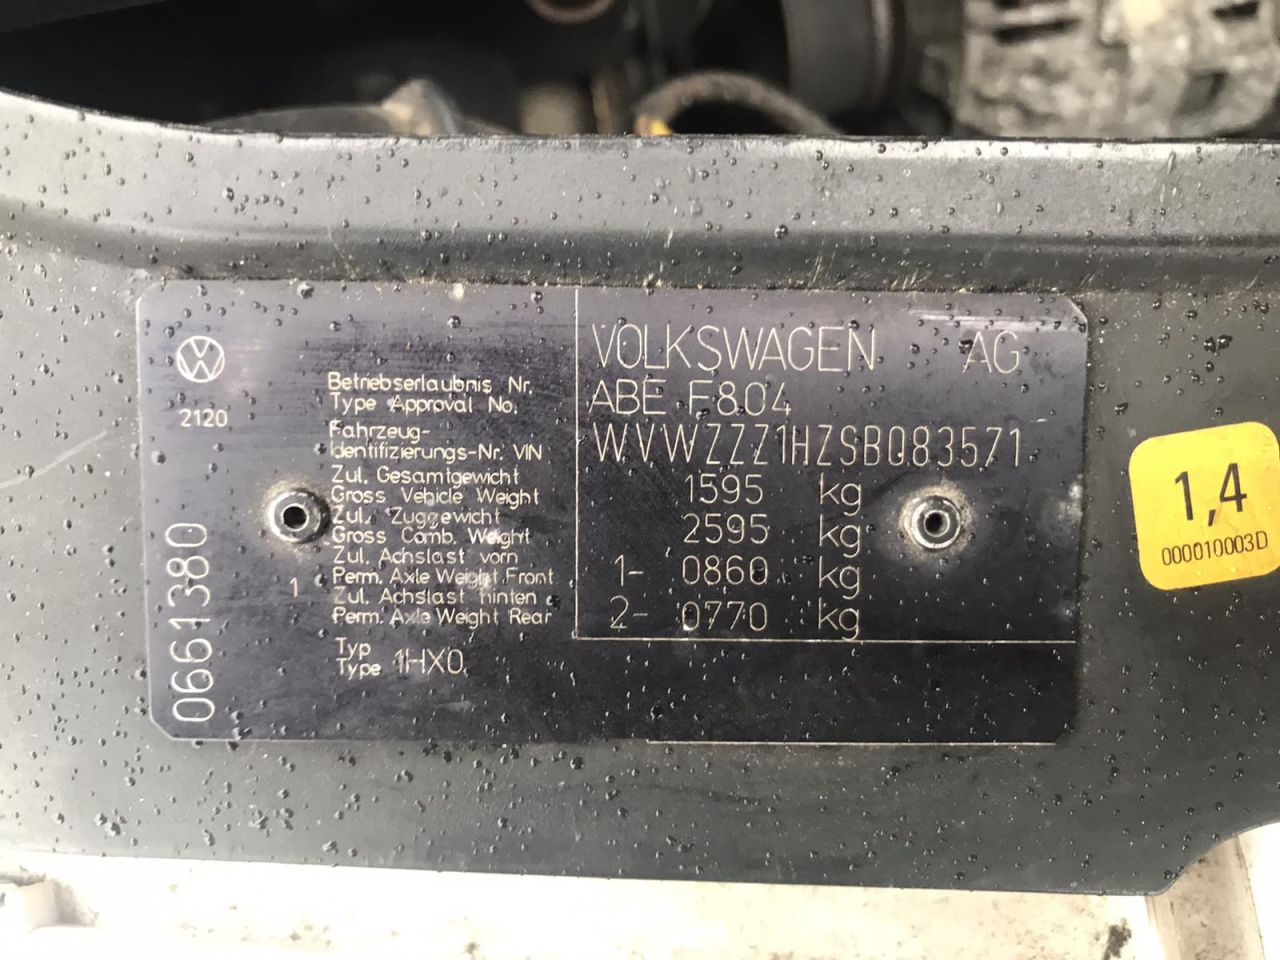 VOLKSWAGEN AG
Betriebserlaubnis Nr.
Type Approval No.
ABE F804
2120
Fahrzeug-
Identifizierungs-Nr. VIN
WVWZZZ1HZSB083571
Zul. Gesamtgewicht
Gross Vehicle Weight
1595 kg
Zul. Zuggewicht
Gross Comb. Weight
2595 kg
Zul. Achslast vorn
Perm. Axle Weight Front
1- 0860 kg
1
Zul. Achslast hinten
Perm. Axle Weight Rear
2- 0770 kg
Typ
Type 1HX0
0661380
1,4
000010003D